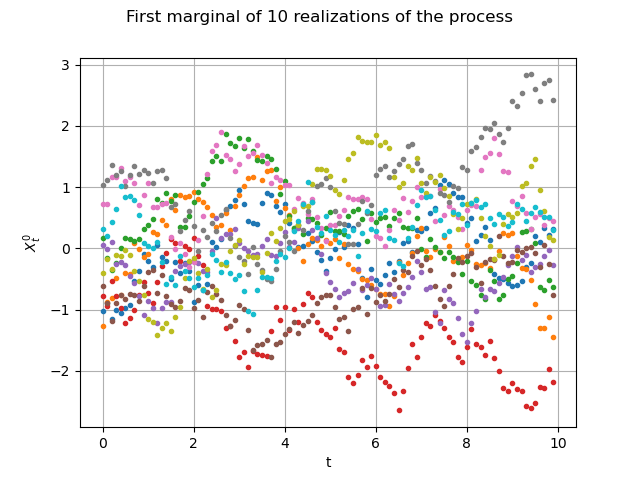 First marginal of 10 realizations of the process
3
2
1
0
−1
−2
X_t^0
0 2 4 6 8 10
t